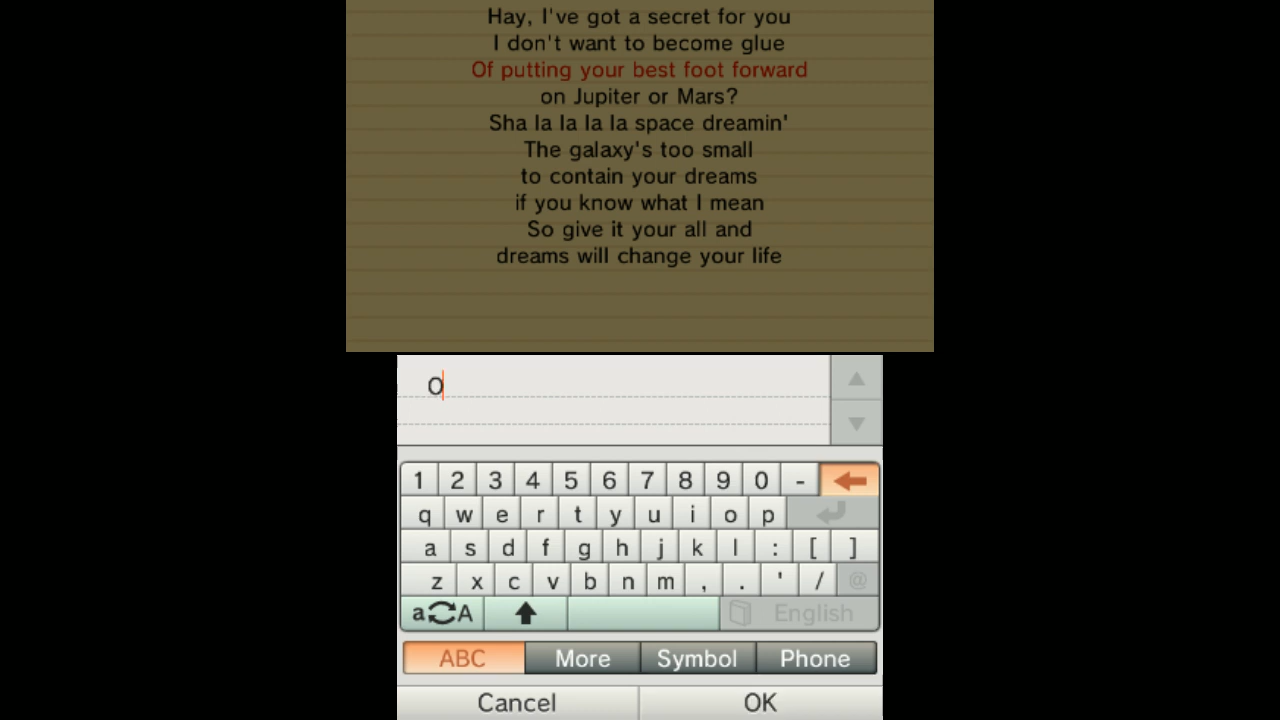 Hay, I've got a secret for you
I don't want to become glue
Of putting your best foot forward
on Jupiter or Mars?
Sha la la la la space dreamin'
The galaxy's too small
to contain your dreams
if you know what I mean
So give it your all and
dreams will change your life
O
1 2 3 4 5 6 7 8 9 0 -
q w e r t y u i o p
a s d f g h j k l : [ ]
z x c v b n m , . ' / @
a A English
ABC More Symbol Phone
Cancel OK